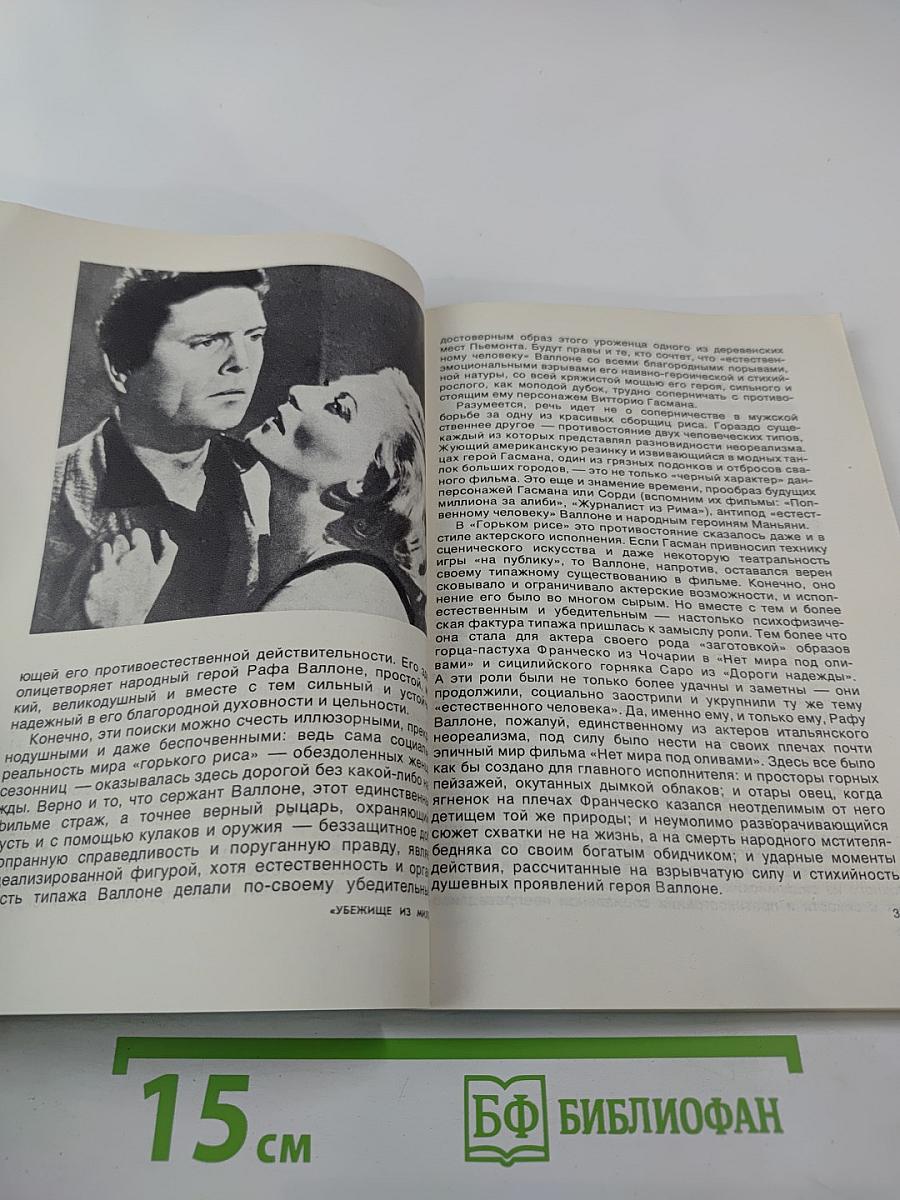 ющей его противоестественной действительности. Его
олицетворяет народный герой Рафа Валлоне, простой,
кий, великодушный и вместе с тем сильный и
надежный в его благородной духовности и цельности.
Конечно, эти поиски можно счесть иллюзорными,
нодушными и даже беспочвенными: ведь сама
реальность мира «горького риса» — обездоленных
сезонниц — оказывалась здесь дорогой без какой-либо
жды. Верно и то, что сержант Валлоне, этот
фильме страж, а точнее верный рыцарь,
усть и с помощью кулаков и оружия — беззащитное
опранную справедливость и поруганную правду,
деализированной фигурой, хотя естественность и
сть типажа Валлоне делали по-своему
«УБЕЖИЩЕ ИЗ
достоверным образ этого уроженца одного из деревенских
мест Пьемонта. Будут правы и те, кто сочтет, что «естествен-
ному человеку» Валлоне со всеми благородными порывами,
эмоциональными взрывами его наивно-героической и стихий-
ной натуры, со всей кряжистой мощью его героя, сильного и
рослого, как молодой дубок, трудно соперничать с противо-
стоящим ему персонажем Витторио Гасмана.
Разумеется, речь идет не о соперничестве в мужской
борьбе за одну из красивых сборщиц риса. Гораздо суще-
ственнее другое — противостояние двух человеческих типов,
каждый из которых представлял разновидности неореализма.
Жующий американскую резинку и извивающийся в модных тан-
цах герой Гасмана, один из грязных подонков и отбросов сва-
лок больших городов, — это не только «черный характер» дан-
ного фильма. Это еще и знамение времени, прообраз будущих
персонажей Гасмана или Сорди (вспомним их фильмы: «Пол-
миллиона за алиби», «Журналист из Рима»), антипод «естест-
венному человеку» Валлоне и народным героиням Маньяни.
В «Горьком рисе» это противостояние сказалось даже и в
стиле актерского исполнения. Если Гасман привносил технику
сценического искусства и даже некоторую театральность
игры «на публику», то Валлоне, напротив, оставался верен
своему типажному существованию в фильме. Конечно, оно
сковывало и ограничивало актерские возможности, и испол-
нение его было во многом сырым. Но вместе с тем и более
естественным и убедительным — настолько психофизиче-
ская фактура типажа пришлась к замыслу роли. Тем более что
она стала для актера своего рода «заготовкой» образов
горца-пастуха Франческо из Чочарии в «Нет мира под оли-
вами» и сицилийского горняка Саро из «Дороги надежды».
А эти роли были не только более удачны и заметны — они
продолжили, социально заострили и укрупнили ту же тему
«естественного человека». Да, именно ему, и только ему, Рафу
Валлоне, пожалуй, единственному из актеров итальянского
неореализма, под силу было нести на своих плечах почти
эпичный мир фильма «Нет мира под оливами». Здесь все было
как бы создано для главного исполнителя: и просторы горных
пейзажей, окутанных дымкой облаков; и отары овец, когда
ягненок на плечах Франческо казался неотделимым от него
детищем той же природы; и неумолимо разворачивающийся
сюжет схватки не на жизнь, а на смерть народного мстителя-
бедняка со своим богатым обидчиком; и ударные моменты
действия, рассчитанные на взрывчатую силу и стихийность
душевных проявлений героя Валлоне.
3
15 см
БФ БИБЛИОФАН